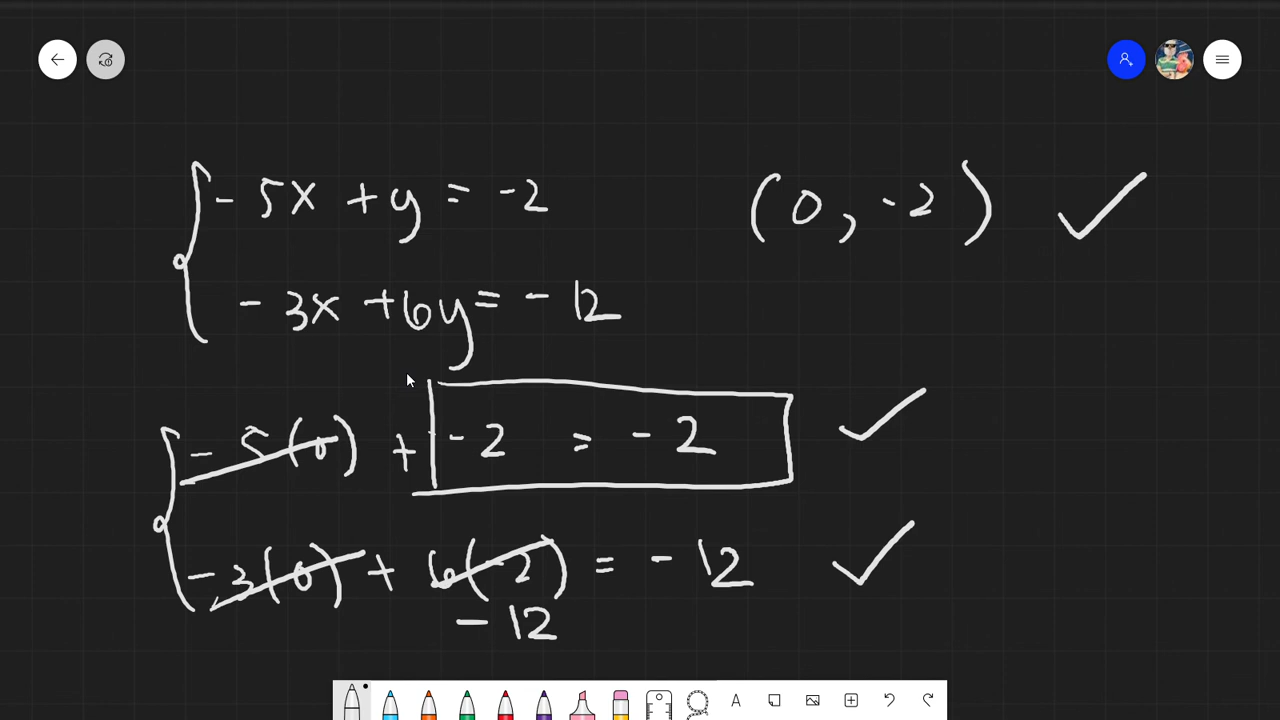 - 5x + y = -2 (0, -2) ✓
- 3x + 6y = - 12
- 5(0) + - 2 = - 2 ✓
- 3(0) + 6(-2) = - 12 ✓
- 12
A